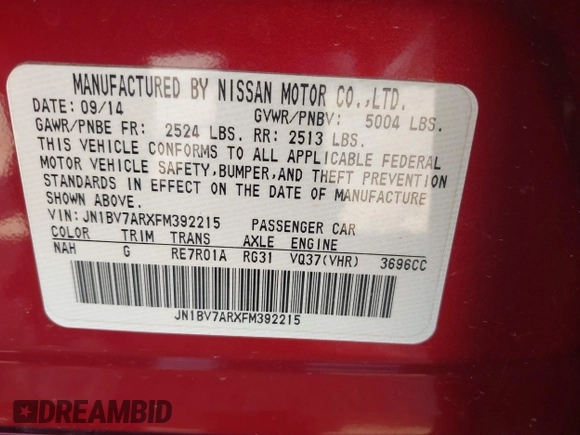 MANUFACTURED BY NISSAN MOTOR CO.,LTD.
DATE: 09/14 GVWR/PNBV: 5004 LBS.
GAWR/PNBE FR: 2524 LBS. RR: 2513 LBS.
THIS VEHICLE CONFORMS TO ALL APPLICABLE FEDERAL
MOTOR VEHICLE SAFETY,BUMPER,AND THEFT PREVENTION
STANDARDS IN EFFECT ON THE DATE OF MANUFACTURE
SHOWN ABOVE.
VIN: JN1BV7ARXFM392215 PASSENGER CAR
COLOR TRIM TRANS AXLE ENGINE
NAH G RE7R01A RG31 VQ37(VHR) 3696CC
JN1BV7ARXFM392215
DREAMBID